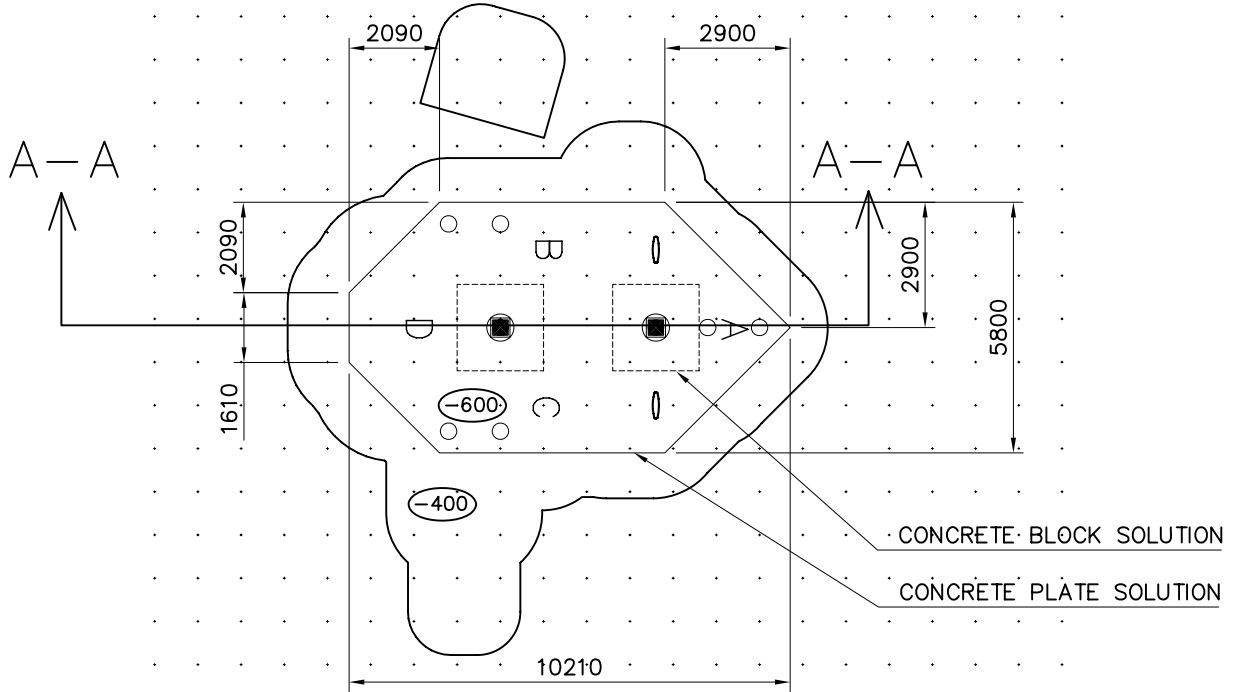 2090
2900
A—A
A—A
2090
2900
B
5800
D
A
1610
-600
C
-400
CONCRETE BLOCK SOLUTION
CONCRETE PLATE SOLUTION
10210